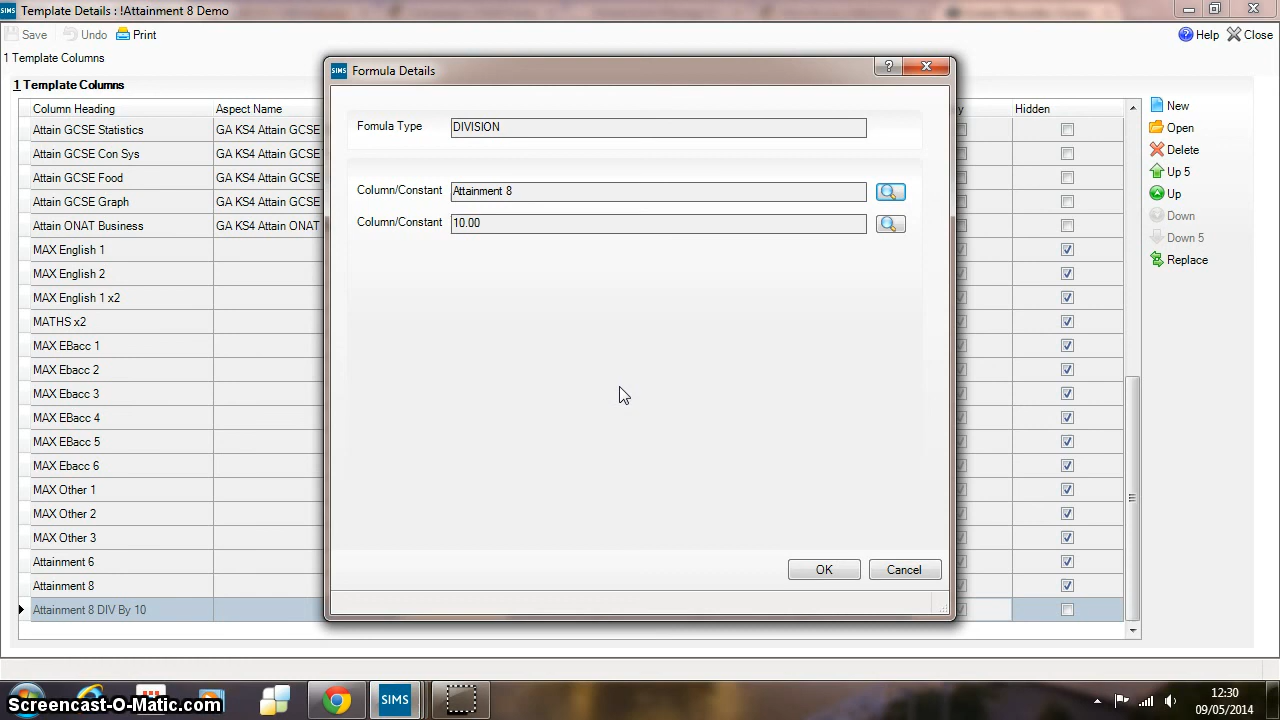 SIMS Template Details : !Attainment 8 Demo
Save Undo Print Help Close
1 Template Columns
1 Template Columns
Column Heading Aspect Name Hidden
Attain GCSE Statistics GA KS4 Attain GCSE
Attain GCSE Con Sys GA KS4 Attain GCSE
Attain GCSE Food GA KS4 Attain GCSE
Attain GCSE Graph GA KS4 Attain GCSE
Attain ONAT Business GA KS4 Attain ONAT
MAX English 1
MAX English 2
MAX English 1 x2
MATHS x2
MAX Ebacc 1
MAX Ebacc 2
MAX Ebacc 3
MAX EBacc 4
MAX EBacc 5
MAX Ebacc 6
MAX Other 1
MAX Other 2
MAX Other 3
Attainment 6
Attainment 8
Attainment 8 DIV By 10
SIMS Formula Details
Fomula Type DIVISION
Column/Constant Attainment 8
Column/Constant 10.00
OK Cancel
New
Open
Delete
Up 5
Up
Down
Down 5
Replace
SIMS
12:30
09/05/2014
Screencast-O-Matic.com